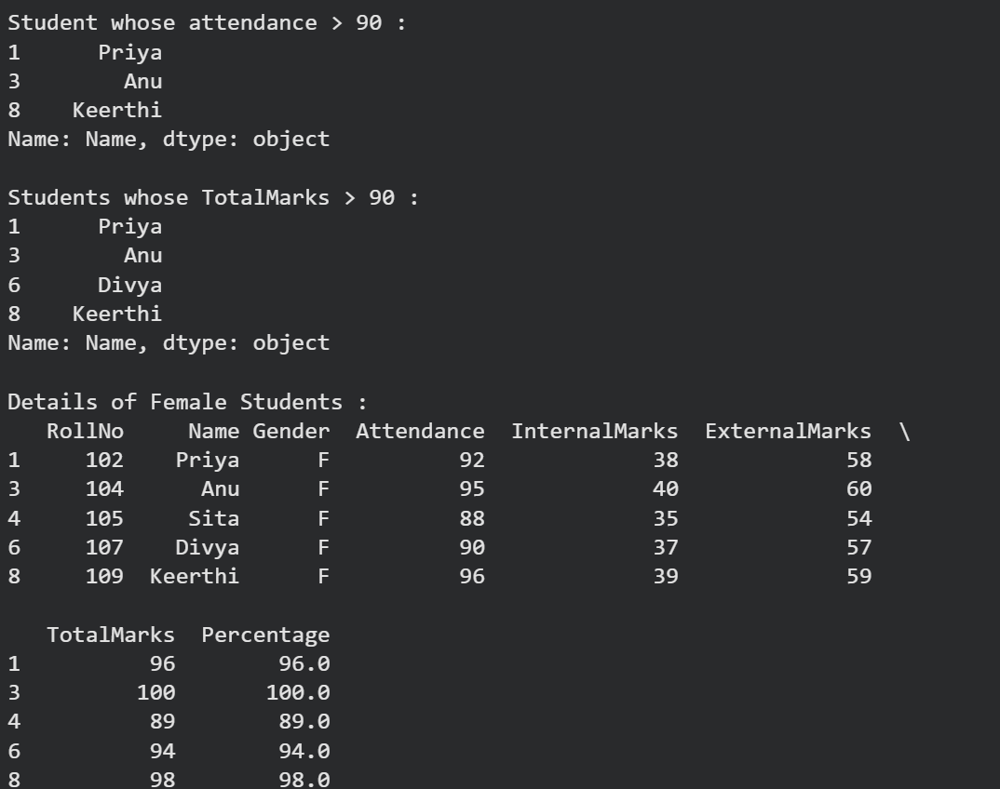 Student whose attendance > 90 :
1      Priya
3        Anu
8    Keerthi
Name: Name, dtype: object

Students whose TotalMarks > 90 :
1      Priya
3        Anu
6      Divya
8    Keerthi
Name: Name, dtype: object

Details of Female Students :
   RollNo     Name Gender  Attendance  InternalMarks  ExternalMarks  \
1     102    Priya      F          92             38             58
3     104      Anu      F          95             40             60
4     105     Sita      F          88             35             54
6     107    Divya      F          90             37             57
8     109  Keerthi      F          96             39             59

   TotalMarks  Percentage
1          96        96.0
3         100       100.0
4          89        89.0
6          94        94.0
8          98        98.0